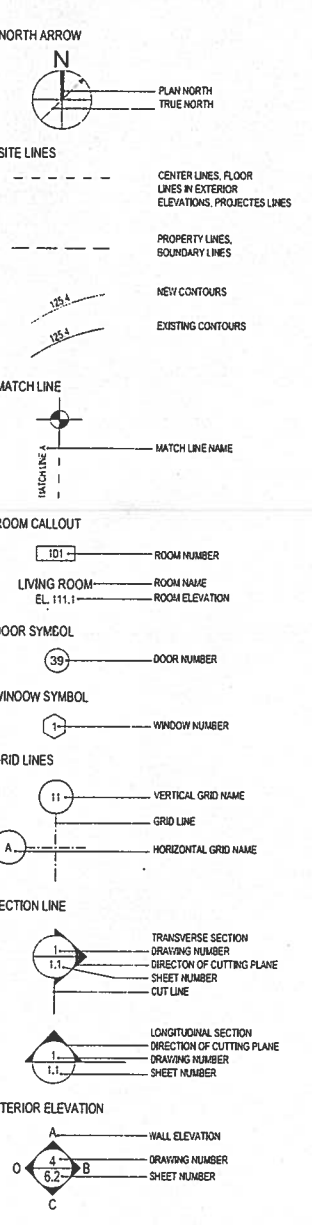 NORTH ARROW
N
PLAN NORTH
TRUE NORTH
SITE LINES
CENTER LINES, FLOOR
LINES IN EXTERIOR
ELEVATIONS, PROJECTES LINES
PROPERTY LINES,
BOUNDARY LINES
125.4
NEW CONTOURS
125.4
EXISTING CONTOURS
MATCH LINE
MATCH LINE A
MATCH LINE NAME
ROOM CALLOUT
101
ROOM NUMBER
LIVING ROOM
ROOM NAME
EL. 111.1
ROOM ELEVATION
DOOR SYMBOL
39
DOOR NUMBER
WINDOW SYMBOL
1
WINDOW NUMBER
GRID LINES
11
VERTICAL GRID NAME
GRID LINE
A
HORIZONTAL GRID NAME
ECTION LINE
TRANSVERSE SECTION
1
DRAWING NUMBER
1.1
DIRECTON OF CUTTING PLANE
SHEET NUMBER
CUT LINE
LONGITUDINAL SECTION
DIRECTION OF CUTTING PLANE
1
DRAWING NUMBER
1.1
SHEET NUMBER
TERIOR ELEVATION
A
WALL ELEVATION
4
DRAWING NUMBER
D
B
6.2
SHEET NUMBER
C